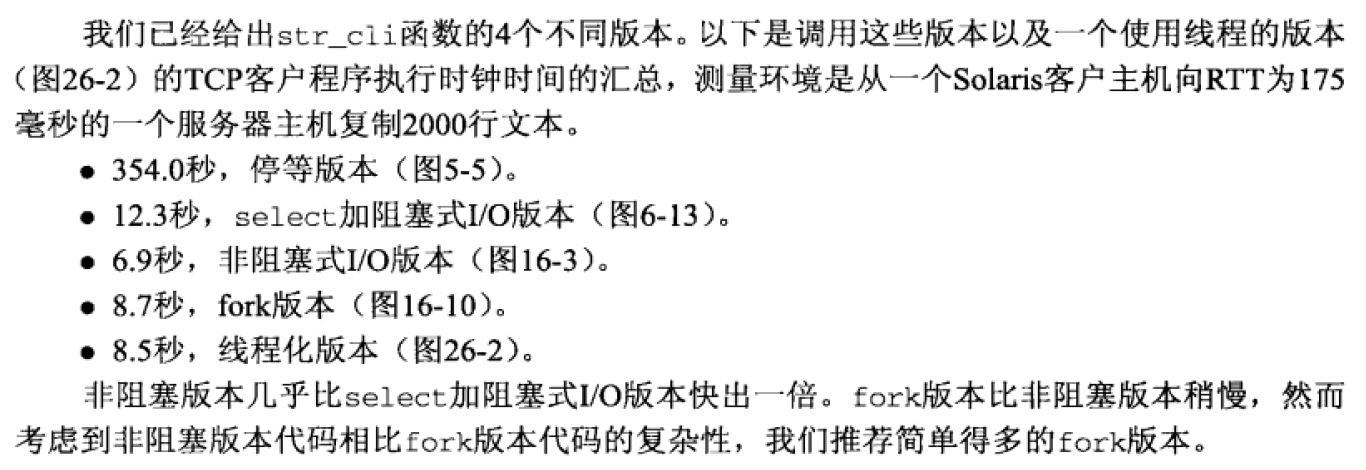 我们已经给出str_cli函数的4个不同版本。以下是调用这些版本以及一个使用线程的版本
（图26-2）的TCP客户程序执行时钟时间的汇总，测量环境是从一个Solaris客户主机向RTT为175
毫秒的一个服务器主机复制2000行文本。
● 354.0秒，停等版本（图5-5）。
● 12.3秒，select加阻塞式I/O版本（图6-13）。
● 6.9秒，非阻塞式I/O版本（图16-3）。
● 8.7秒，fork版本（图16-10）。
● 8.5秒，线程化版本（图26-2）。
非阻塞版本几乎比select加阻塞式I/O版本快出一倍。fork版本比非阻塞版本稍慢，然而
考虑到非阻塞版本代码相比fork版本代码的复杂性，我们推荐简单得多的fork版本。